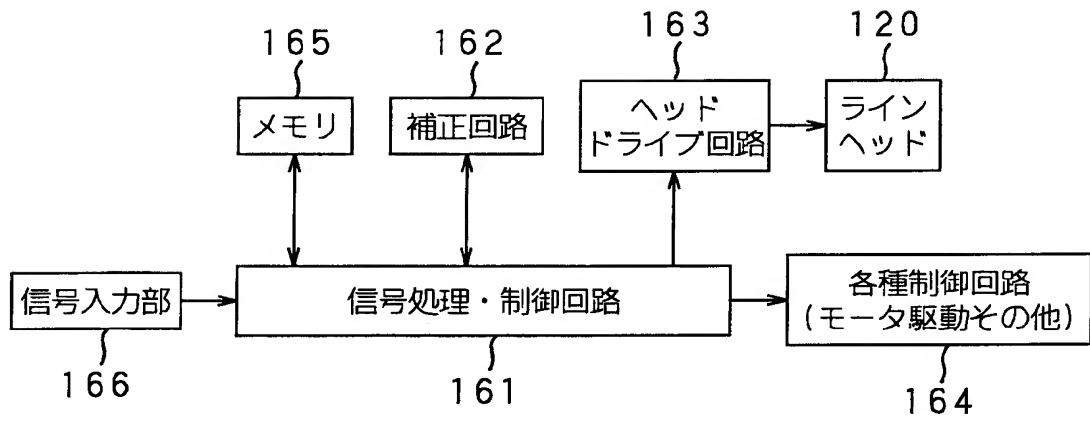 165
162
163
120
メモリ
補正回路
ヘッド
ドライブ回路
ライン
ヘッド
信号入力部
信号処理・制御回路
各種制御回路
(モータ駆動その他)
166
161
164